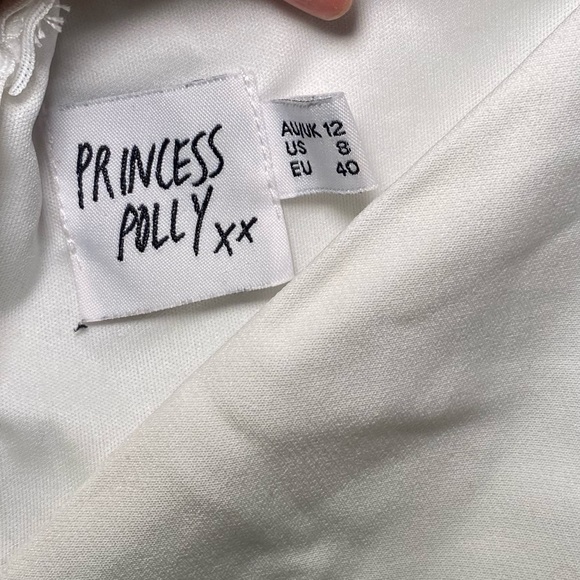 PRINCESS
POLLY xx
AU/UK 12
US 8
EU 40